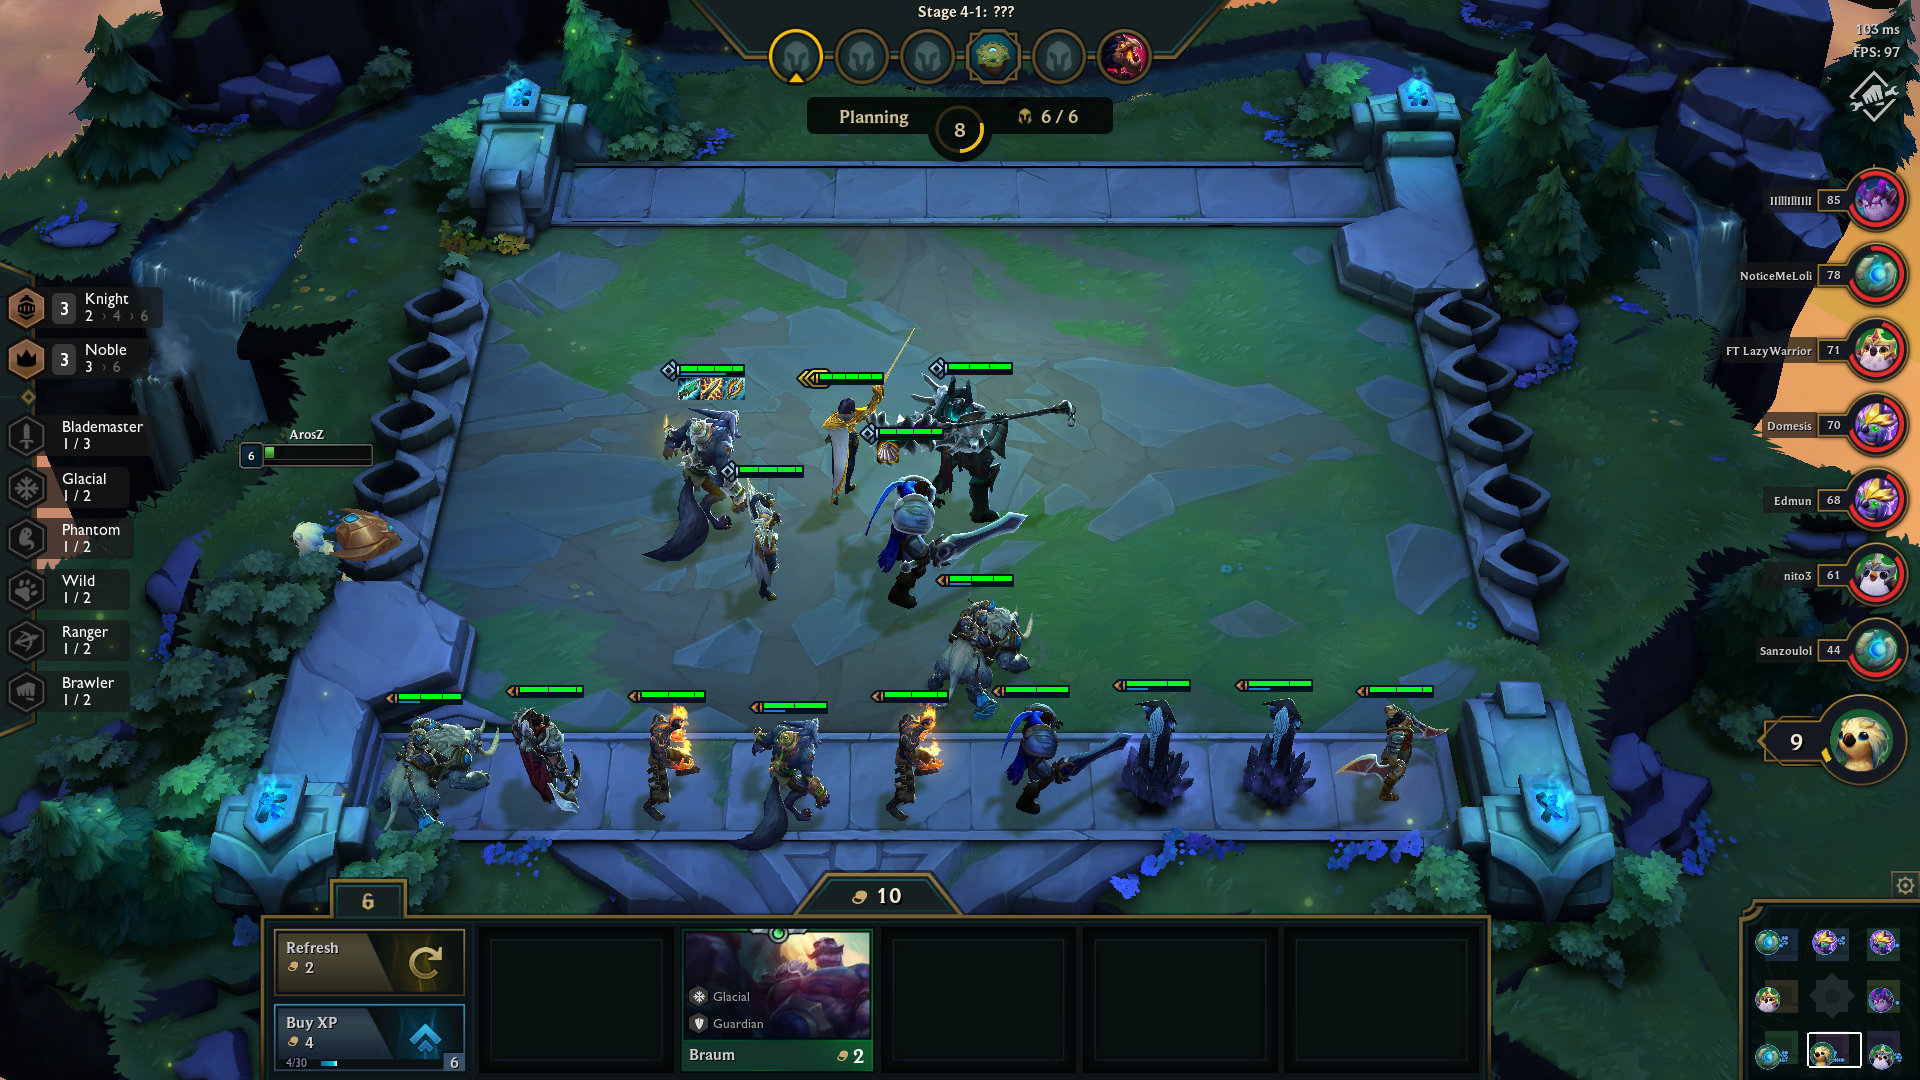 Stage 4-1: ???
103 ms
FPS: 97
Planning
8
6 / 6
IIIIIIIIIIII 85
NoticeMeLoli 78
FT LazyWarrior 71
Domesis 70
Edmun 68
nito3 61
Sanzoulol 44
9
3
Knight
2 › 4 › 6
3
Noble
3 › 6
Blademaster
1 / 3
Glacial
1 / 2
Phantom
1 / 2
Wild
1 / 2
Ranger
1 / 2
Brawler
1 / 2
ArosZ
6
6
10
Refresh
2
Buy XP
4
4/30
6
Glacial
Guardian
Braum
2